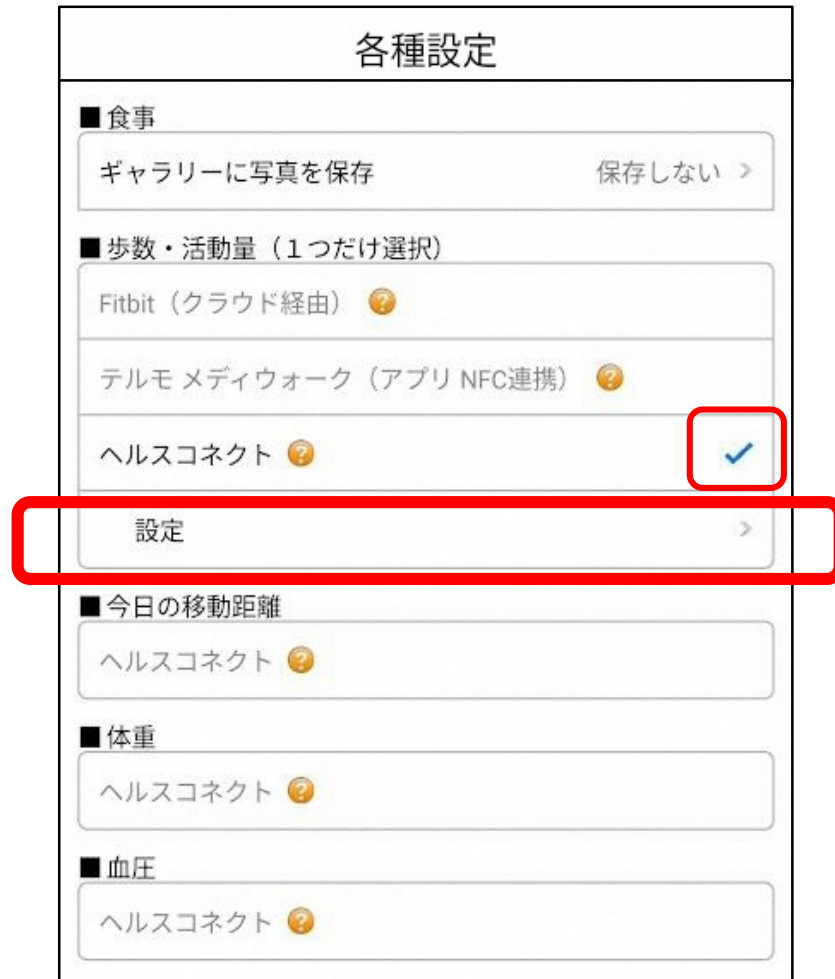 各種設定
■食事
ギャラリーに写真を保存 保存しない >
■歩数・活動量（１つだけ選択）
Fitbit（クラウド経由） ?
テルモ メディウォーク（アプリ NFC連携） ?
ヘルスコネクト ? ✓
設定 >
■今日の移動距離
ヘルスコネクト ?
■体重
ヘルスコネクト ?
■血圧
ヘルスコネクト ?